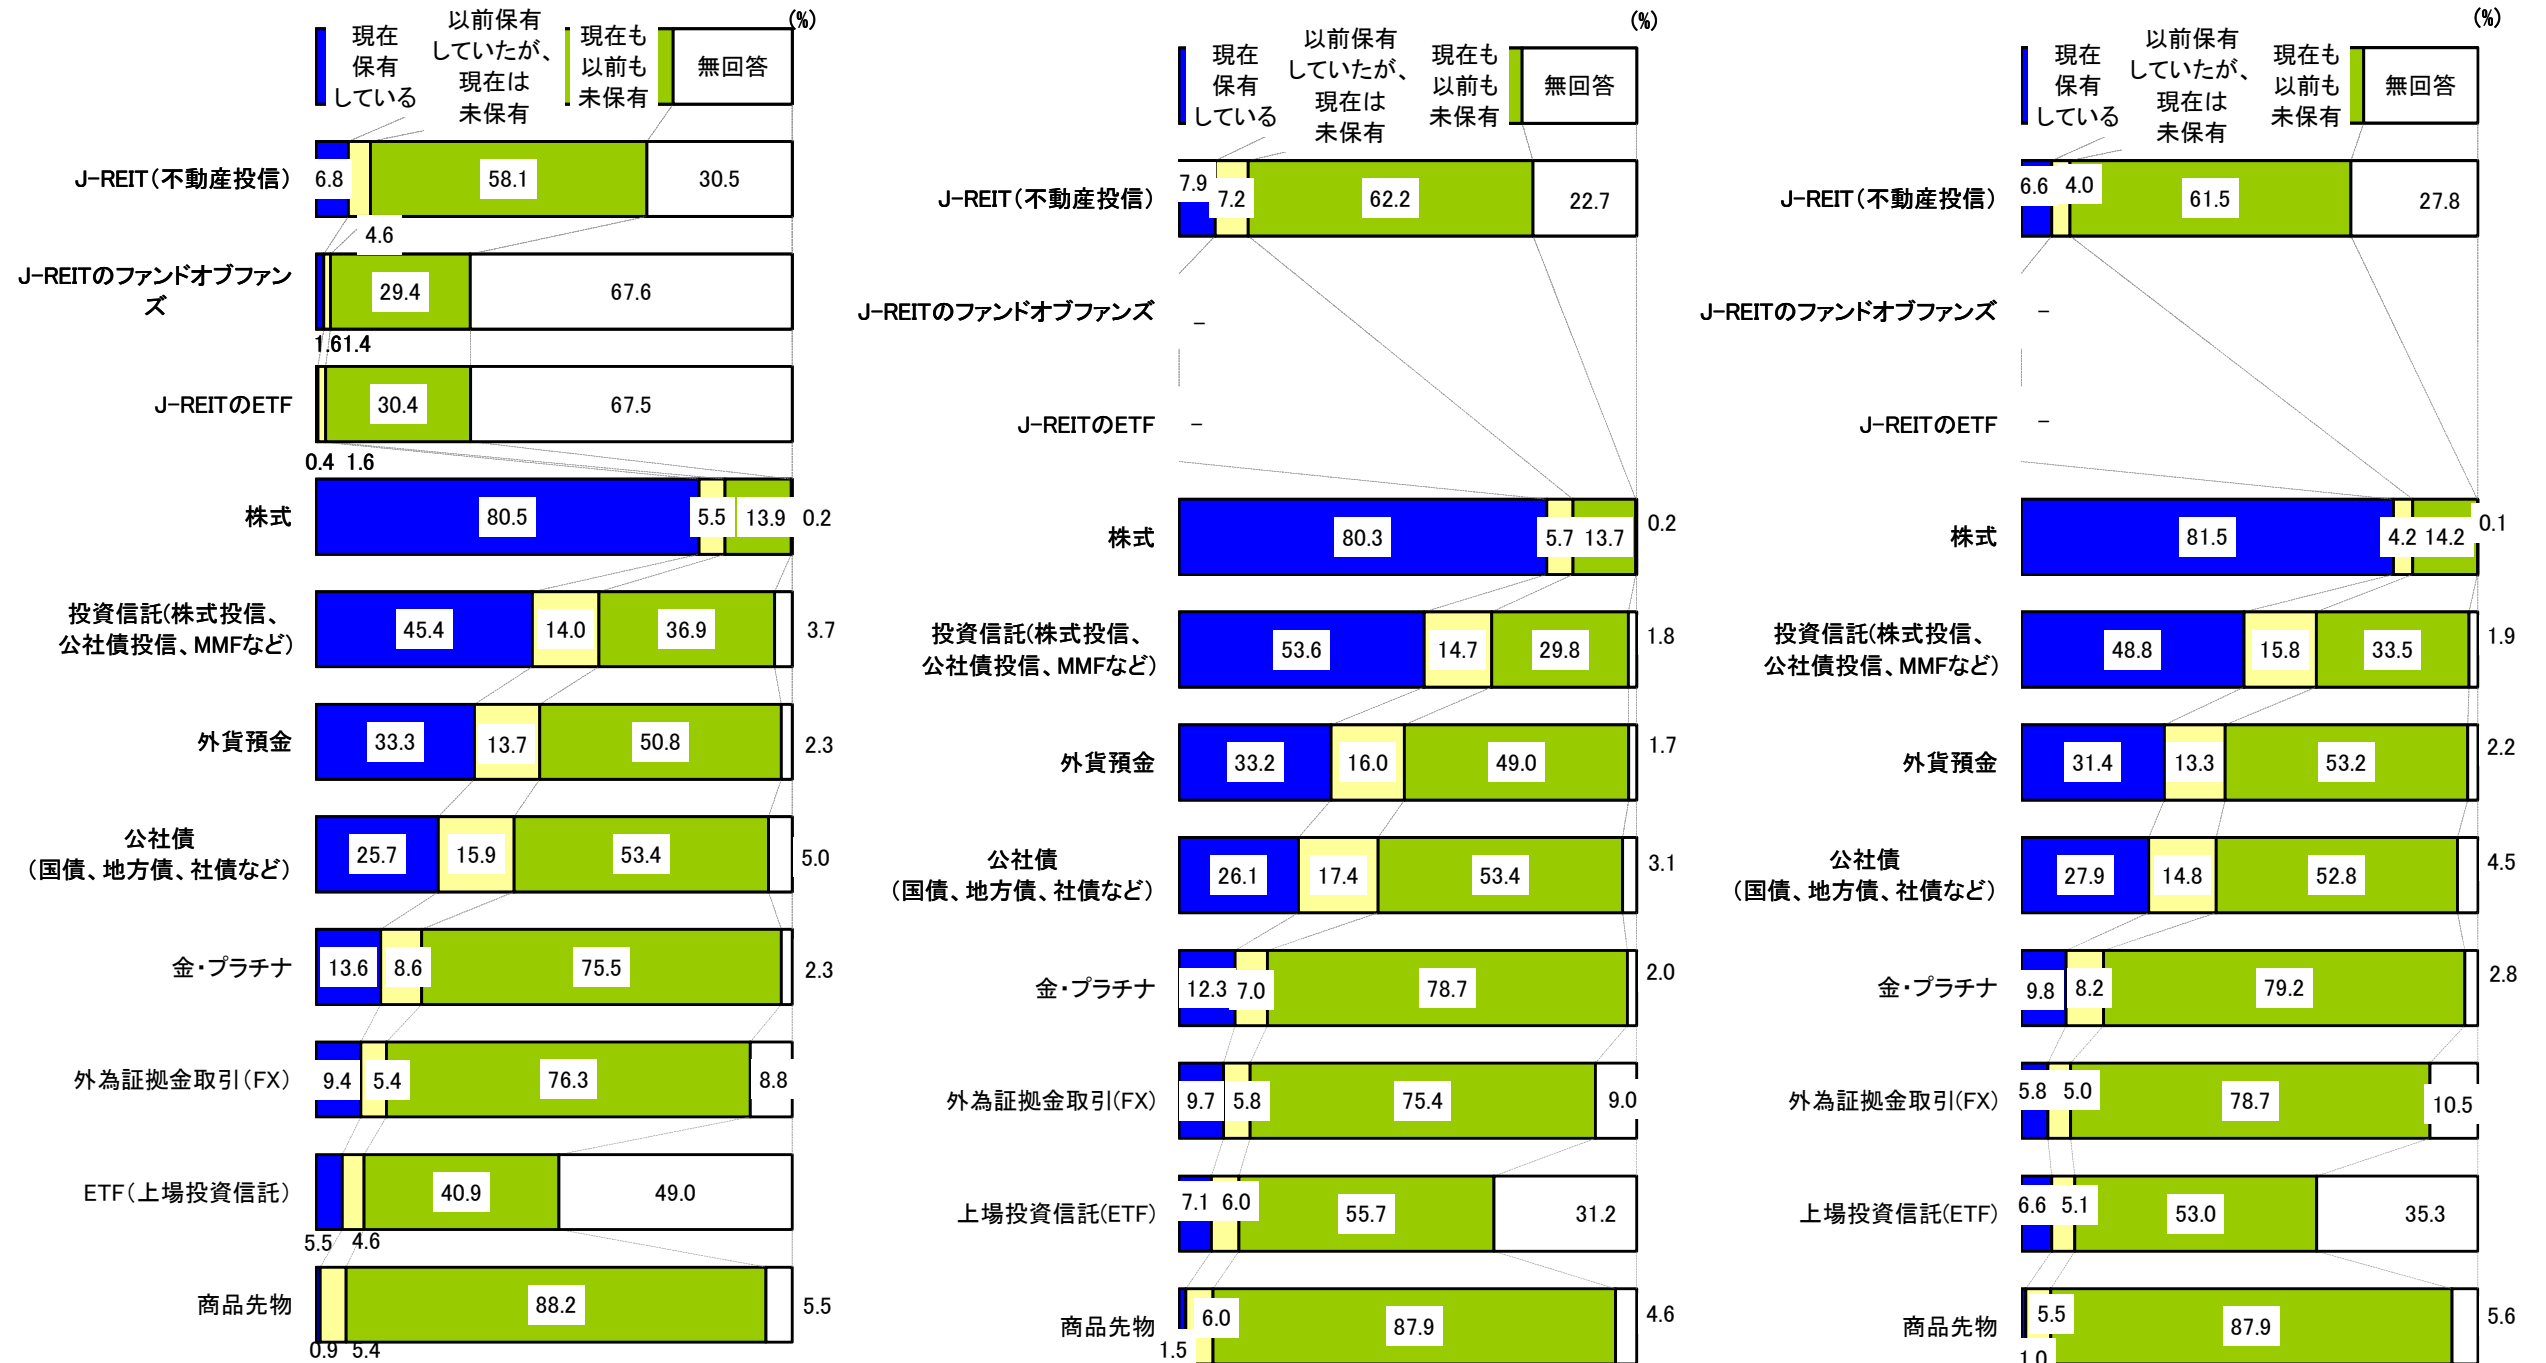 (%)
現在
保有
している
以前保有
していたが、
現在は
未保有
現在も
以前も
未保有
無回答
J-REIT(不動産投信)
6.8
58.1
30.5
4.6
J-REITのファンドオブファン
ズ
29.4
67.6
1.6
1.4
J-REITのETF
30.4
67.5
0.4
1.6
株式
80.5
5.5
13.9
0.2
投資信託(株式投信、
公社債投信、MMFなど)
45.4
14.0
36.9
3.7
外貨預金
33.3
13.7
50.8
2.3
公社債
(国債、地方債、社債など)
25.7
15.9
53.4
5.0
金・プラチナ
13.6
8.6
75.5
2.3
外為証拠金取引(FX)
9.4
5.4
76.3
8.8
ETF(上場投資信託)
40.9
49.0
5.5
4.6
商品先物
88.2
5.5
0.9
5.4
(%)
現在
保有
している
以前保有
していたが、
現在は
未保有
現在も
以前も
未保有
無回答
J-REIT(不動産投信)
7.9
7.2
62.2
22.7
J-REITのファンドオブファンズ
-
J-REITのETF
-
株式
80.3
5.7
13.7
0.2
投資信託(株式投信、
公社債投信、MMFなど)
53.6
14.7
29.8
1.8
外貨預金
33.2
16.0
49.0
1.7
公社債
(国債、地方債、社債など)
26.1
17.4
53.4
3.1
金・プラチナ
12.3
7.0
78.7
2.0
外為証拠金取引(FX)
9.7
5.8
75.4
9.0
上場投資信託(ETF)
7.1
6.0
55.7
31.2
商品先物
6.0
87.9
4.6
1.5
(%)
現在
保有
している
以前保有
していたが、
現在は
未保有
現在も
以前も
未保有
無回答
J-REIT(不動産投信)
6.6
4.0
61.5
27.8
J-REITのファンドオブファンズ
-
J-REITのETF
-
株式
81.5
4.2
14.2
0.1
投資信託(株式投信、
公社債投信、MMFなど)
48.8
15.8
33.5
1.9
外貨預金
31.4
13.3
53.2
2.2
公社債
(国債、地方債、社債など)
27.9
14.8
52.8
4.5
金・プラチナ
9.8
8.2
79.2
2.8
外為証拠金取引(FX)
5.8
5.0
78.7
10.5
上場投資信託(ETF)
6.6
5.1
53.0
35.3
商品先物
5.5
87.9
5.6
1.0